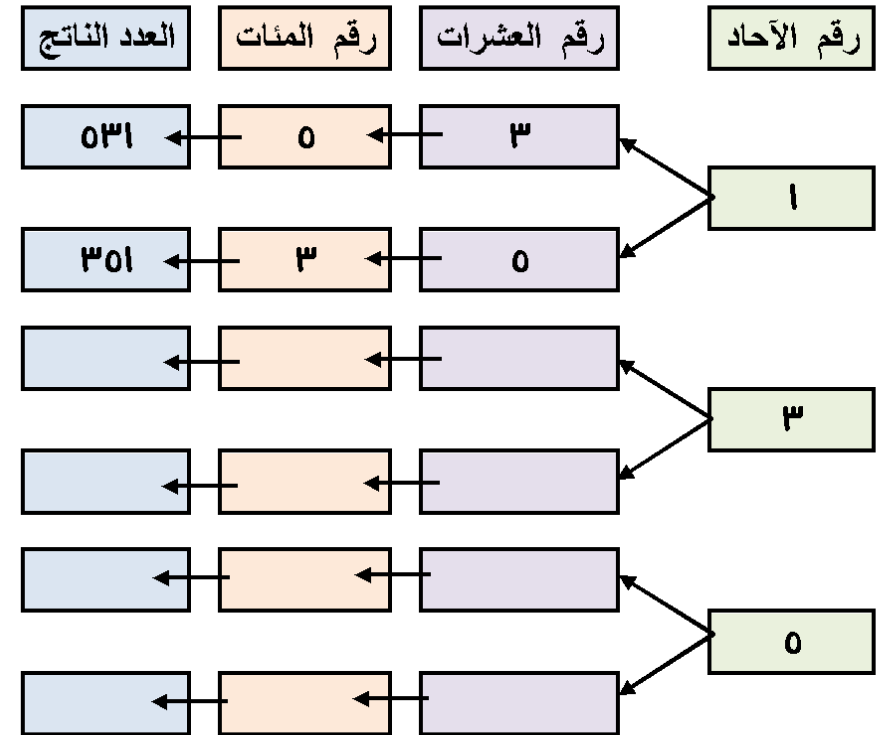 رقم الآحاد رقم العشرات رقم المئات العدد الناتج
٣ ٥ ٥٣١
١
٥ ٣ ٣٥١
٣
٥